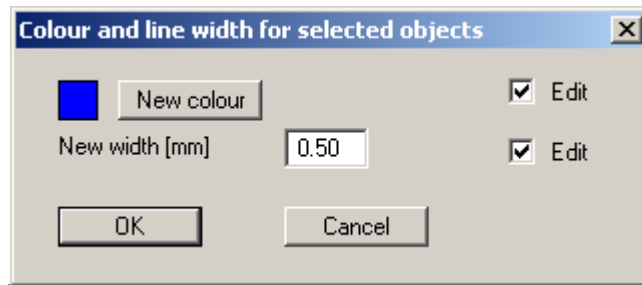 Colour and line width for selected objects
New colour Edit
New width [mm] 0.50 Edit
OK Cancel